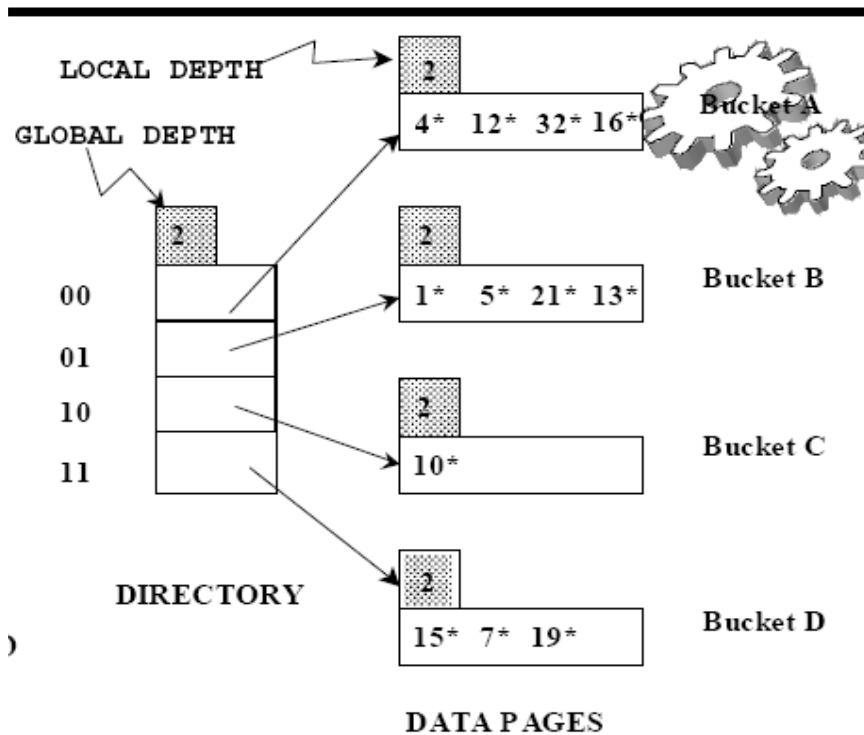 LOCAL DEPTH
2
4* 12* 32* 16*
Bucket A
GLOBAL DEPTH
2
2
1* 5* 21* 13*
Bucket B
00
01
10
11
2
10*
Bucket C
2
15* 7* 19*
Bucket D
DIRECTORY
DATA PAGES